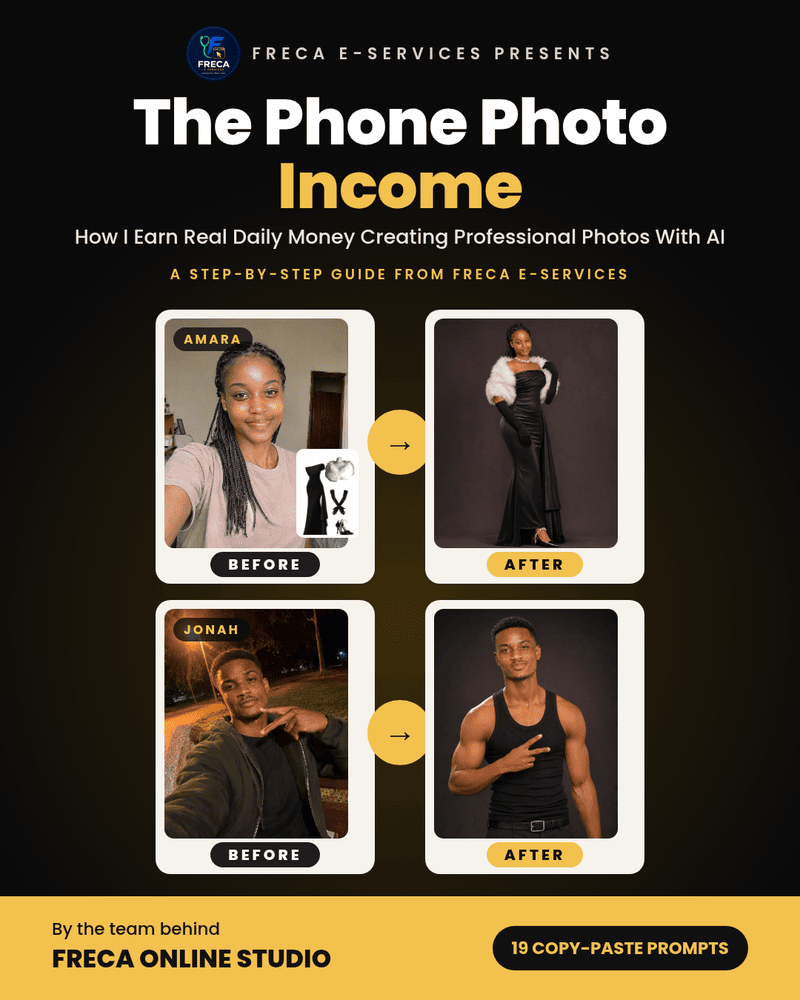 FRECA
FRECA E-SERVICES PRESENTS
The Phone Photo
Income
How I Earn Real Daily Money Creating Professional Photos With AI
A STEP-BY-STEP GUIDE FROM FRECA E-SERVICES
AMARA
→
BEFORE
AFTER
JONAH
→
BEFORE
AFTER
By the team behind
FRECA ONLINE STUDIO
19 COPY-PASTE PROMPTS